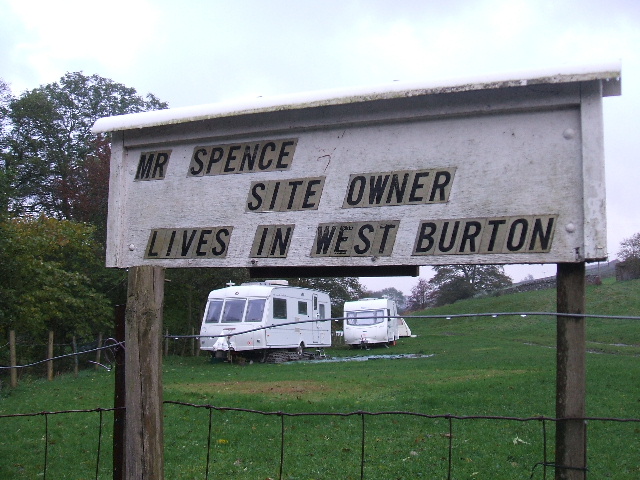 MR SPENCE
SITE OWNER
LIVES IN WEST BURTON